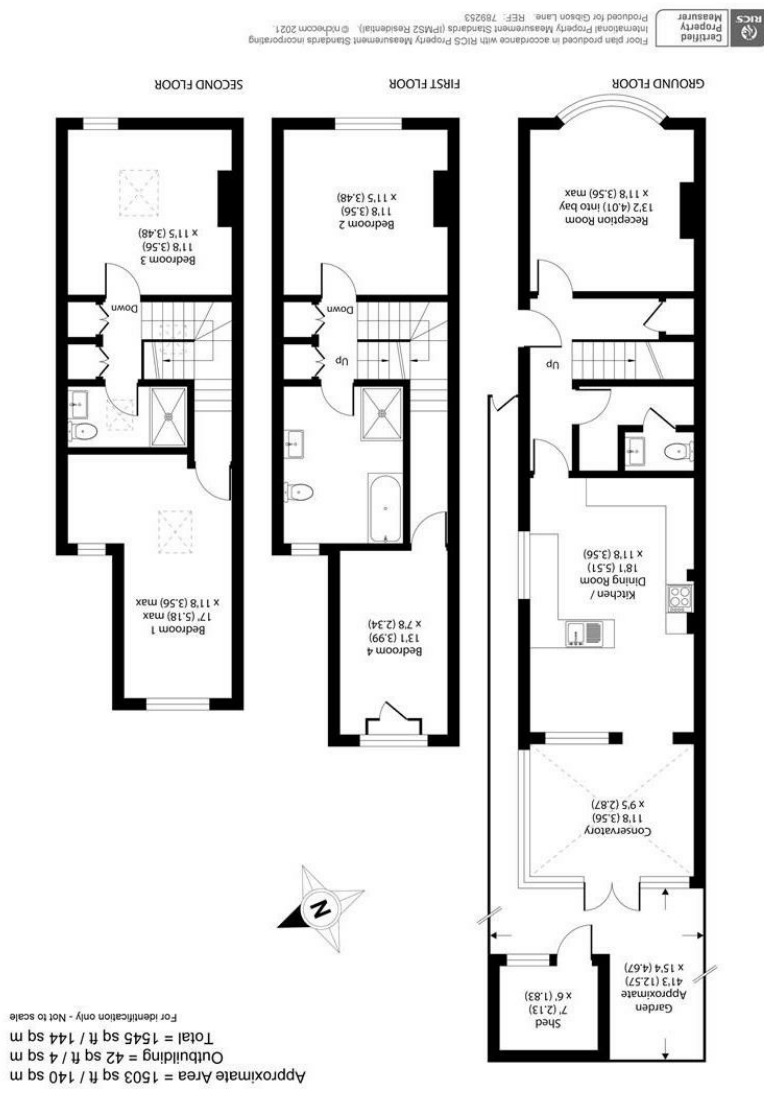 Approximate Area = 1503 sq ft / 140 sq m
Outbuilding = 42 sq ft / 4 sq m
Total = 1545 sq ft / 144 sq m
For identification only - Not to scale
Garden
Approximate
41'3 (12.57)
x 15'4 (4.67)
Shed
7' (2.13)
x 6' (1.83)
N
Conservatory
11'8 (3.56)
x 9'5 (2.87)
Kitchen /
Dining Room
18'1 (5.51)
x 11'8 (3.56)
Up
Reception Room
13'2 (4.01) into bay
x 11'8 (3.56) max
GROUND FLOOR
Bedroom 4
13'1 (3.99)
x 7'8 (2.34)
Up
Down
Bedroom 2
11'8 (3.56)
x 11'5 (3.48)
FIRST FLOOR
Bedroom 1
17' (5.18) max
x 11'8 (3.56) max
Down
Bedroom 3
11'8 (3.56)
x 11'5 (3.48)
SECOND FLOOR
RICS
Certified
Property
Measurer
Floor plan produced in accordance with RICS Property Measurement Standards incorporating
International Property Measurement Standards (IPMS2 Residential). © nichecom 2021.
Produced for Gibson Lane. REF: 789253